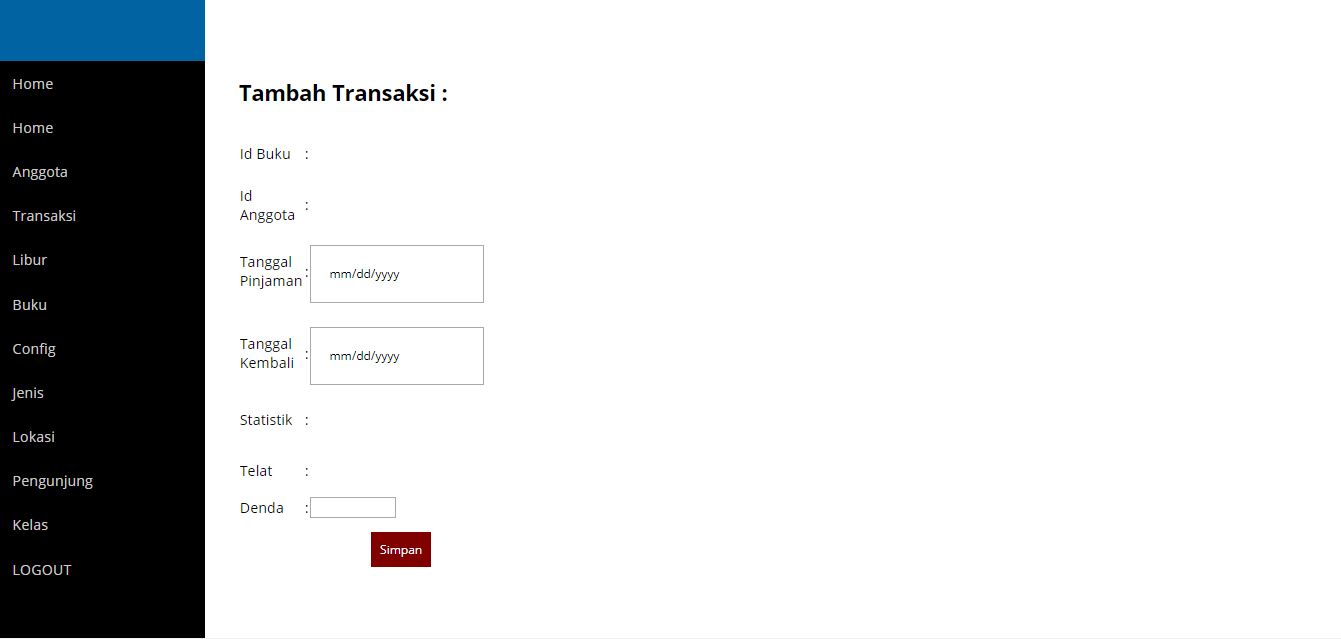 Home
Home
Anggota
Transaksi
Libur
Buku
Config
Jenis
Lokasi
Pengunjung
Kelas
LOGOUT
Tambah Transaksi :
Id Buku :
Id
Anggota :
Tanggal
Pinjaman : mm/dd/yyyy
Tanggal
Kembali : mm/dd/yyyy
Statistik :
Telat :
Denda :
Simpan